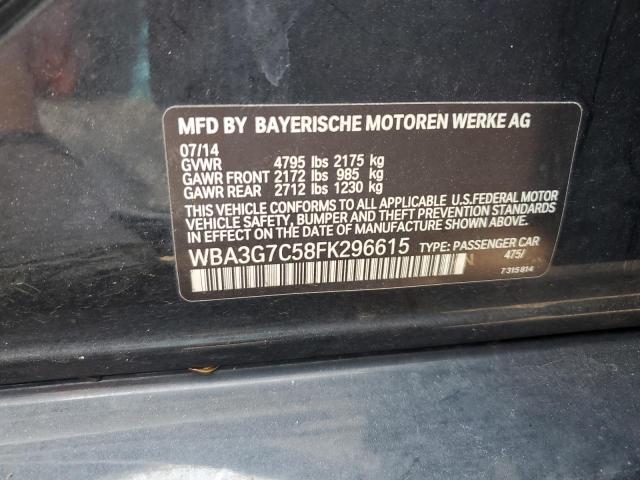 MFD BY BAYERISCHE MOTOREN WERKE AG
07/14
GVWR 4795 lbs 2175 kg
GAWR FRONT 2172 lbs 985 kg
GAWR REAR 2712 lbs 1230 kg
THIS VEHICLE CONFORMS TO ALL APPLICABLE U.S.FEDERAL MOTOR
VEHICLE SAFETY, BUMPER AND THEFT PREVENTION STANDARDS
IN EFFECT ON THE DATE OF MANUFACTURE SHOWN ABOVE.
WBA3G7C58FK296615 TYPE: PASSENGER CAR
475/
7315814